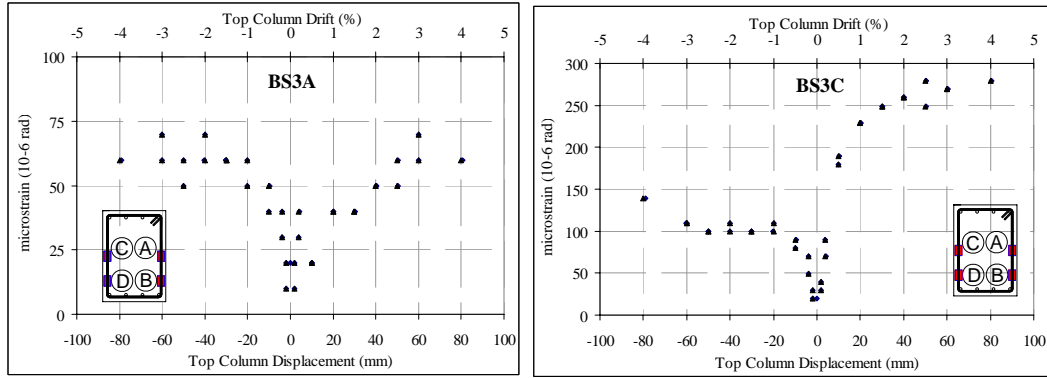 Top Column Drift (%)
-5 -4 -3 -2 -1 0 1 2 3 4 5
100
75
50
25
0
microstrain (10-6 rad)
BS3A
C A
D B
-100 -80 -60 -40 -20 0 20 40 60 80 100
Top Column Displacement (mm)
Top Column Drift (%)
-5 -4 -3 -2 -1 0 1 2 3 4 5
300
250
200
150
100
50
0
microstrain (10-6 rad)
BS3C
C A
D B
-100 -80 -60 -40 -20 0 20 40 60 80 100
Top Column Displacement (mm)